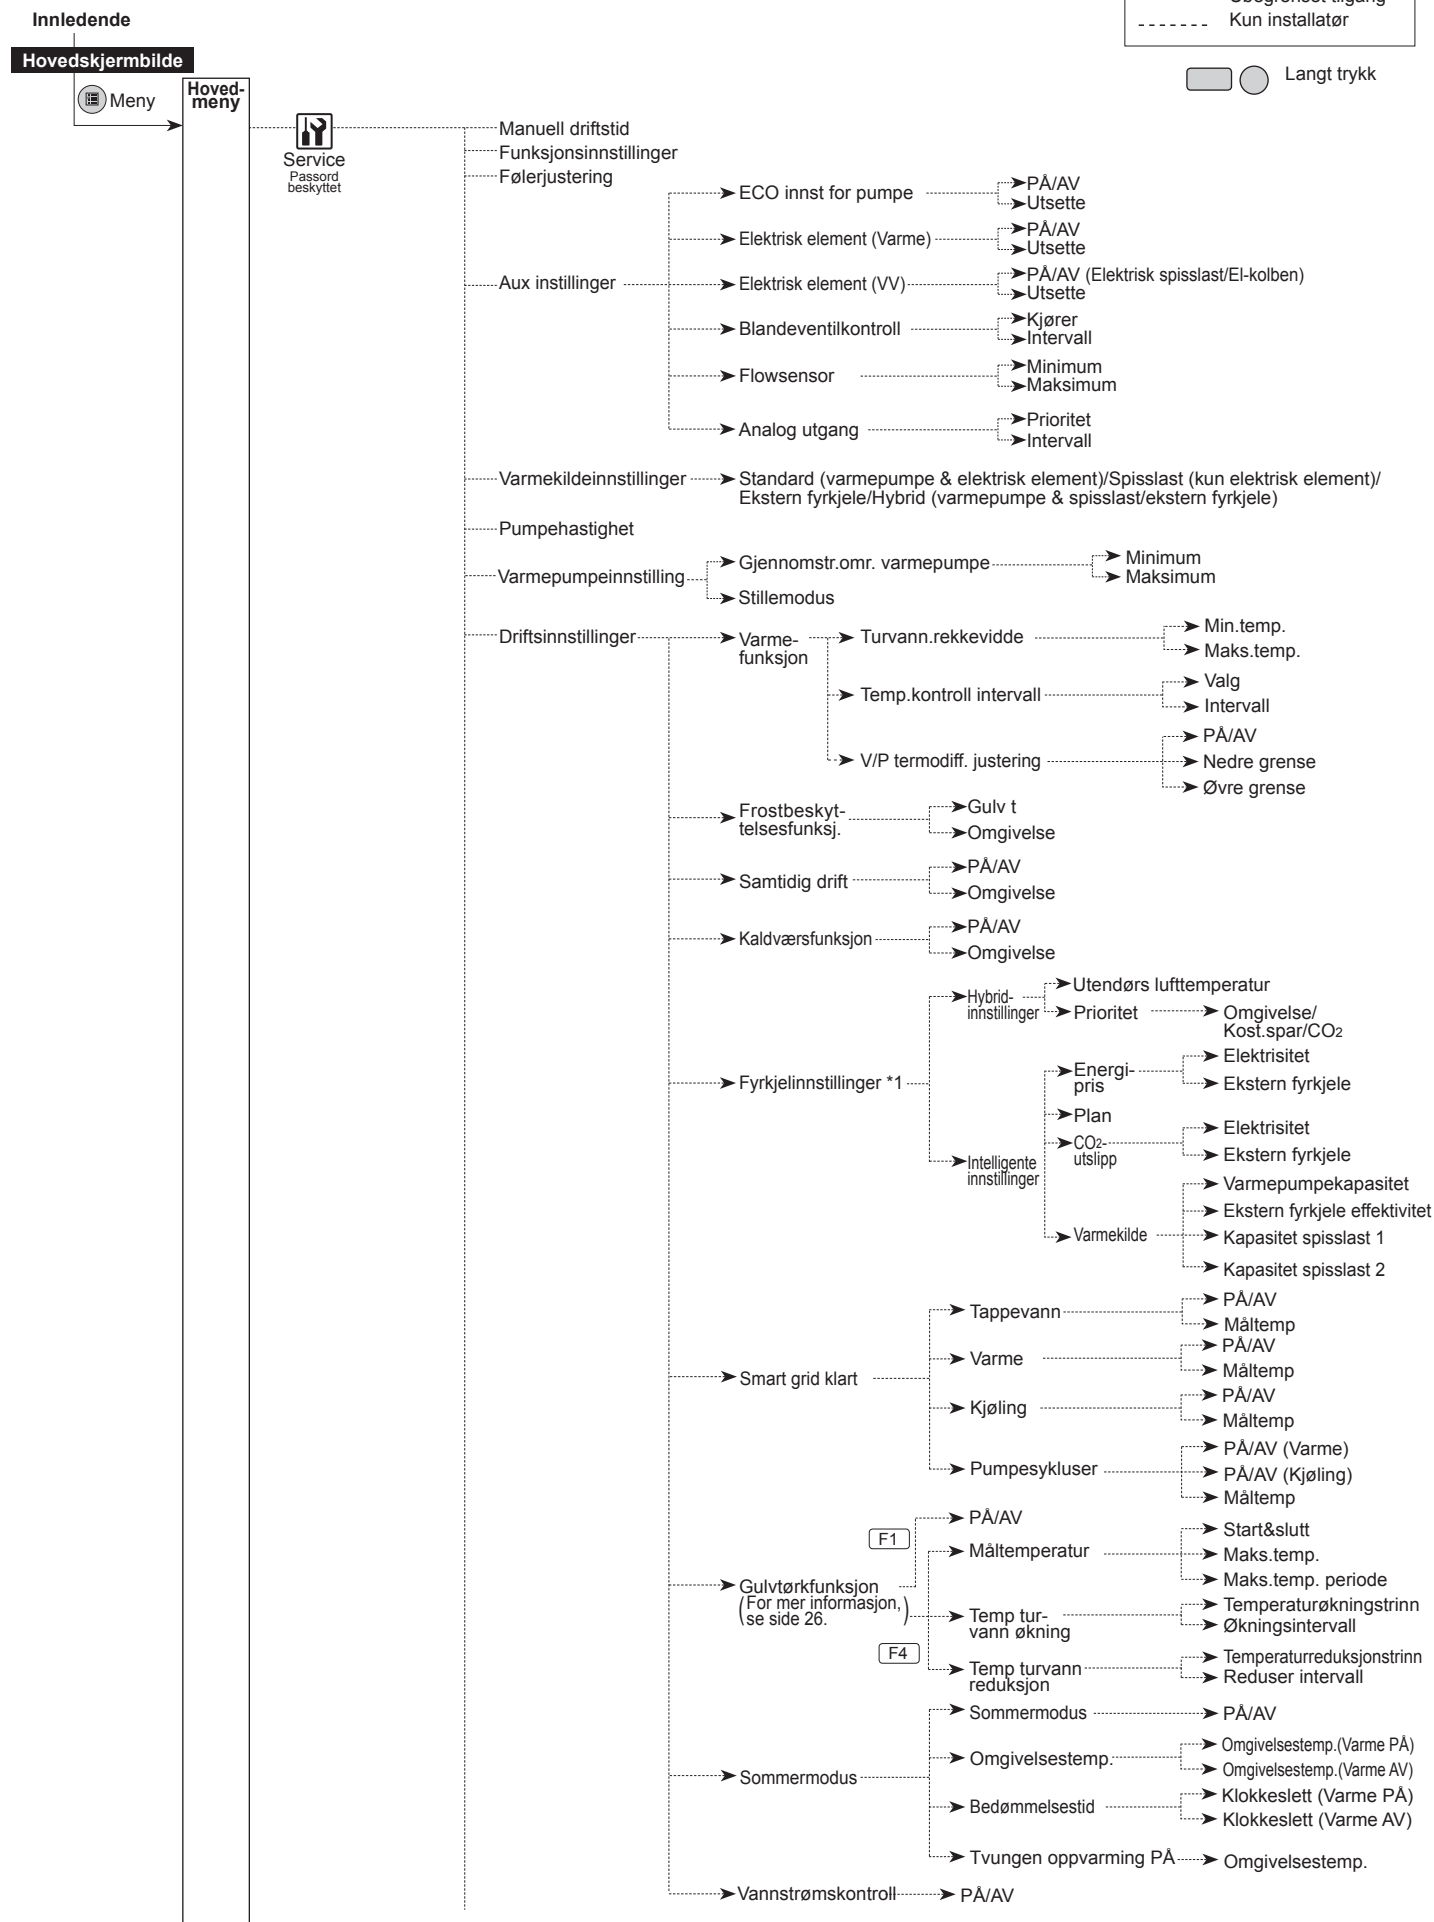 Innledende
Kun installatør
Hovedskjermbilde
Langt trykk
Meny
Hoved-
meny
Service
Passord
beskyttet
Manuell driftstid
Funksjonsinnstillinger
Følerjustering
Aux instillinger
ECO innst for pumpe
PÅ/AV
Utsette
Elektrisk element (Varme)
PÅ/AV
Utsette
Elektrisk element (VV)
PÅ/AV (Elektrisk spisslast/El-kolben)
Utsette
Blandeventilkontroll
Kjører
Intervall
Flowsensor
Minimum
Maksimum
Analog utgang
Prioritet
Intervall
Varmekildeinnstillinger
Standard (varmepumpe & elektrisk element)/Spisslast (kun elektrisk element)/
Ekstern fyrkjele/Hybrid (varmepumpe & spisslast/ekstern fyrkjele)
Pumpehastighet
Varmepumpeinnstilling
Gjennomstr.omr. varmepumpe
Minimum
Maksimum
Stillemodus
Driftsinnstillinger
Varme-
funksjon
Turvann.rekkevidde
Min.temp.
Maks.temp.
Temp.kontroll intervall
Valg
Intervall
V/P termodiff. justering
PÅ/AV
Nedre grense
Øvre grense
Frostbeskyt-
telsesfunksj.
Gulv t
Omgivelse
Samtidig drift
PÅ/AV
Omgivelse
Kaldværsfunksjon
PÅ/AV
Omgivelse
Fyrkjelinnstillinger *1
Hybrid-
innstillinger
Utendørs lufttemperatur
Prioritet
Omgivelse/
Kost.spar/CO2
Intelligente
innstillinger
Energi-
pris
Elektrisitet
Ekstern fyrkjele
Plan
CO2-
utslipp
Elektrisitet
Ekstern fyrkjele
Varmekilde
Varmepumpekapasitet
Ekstern fyrkjele effektivitet
Kapasitet spisslast 1
Kapasitet spisslast 2
Smart grid klart
Tappevann
PÅ/AV
Måltemp
Varme
PÅ/AV
Måltemp
Kjøling
PÅ/AV
Måltemp
Pumpesykluser
PÅ/AV (Varme)
PÅ/AV (Kjøling)
Måltemp
Gulvtørkfunksjon
(For mer informasjon,
se side 26.)
F1
PÅ/AV
F4
Måltemperatur
Start&slutt
Maks.temp.
Maks.temp. periode
Temp tur-
vann økning
Temperaturøkningstrinn
Økningsintervall
Temp turvann
reduksjon
Temperaturreduksjonstrinn
Reduser intervall
Sommermodus
Sommermodus
PÅ/AV
Omgivelsestemp.
Omgivelsestemp.(Varme PÅ)
Omgivelsestemp.(Varme AV)
Bedømmelsestid
Klokkeslett (Varme PÅ)
Klokkeslett (Varme AV)
Tvungen oppvarming PÅ
Omgivelsestemp.
Vannstrømskontroll
PÅ/AV